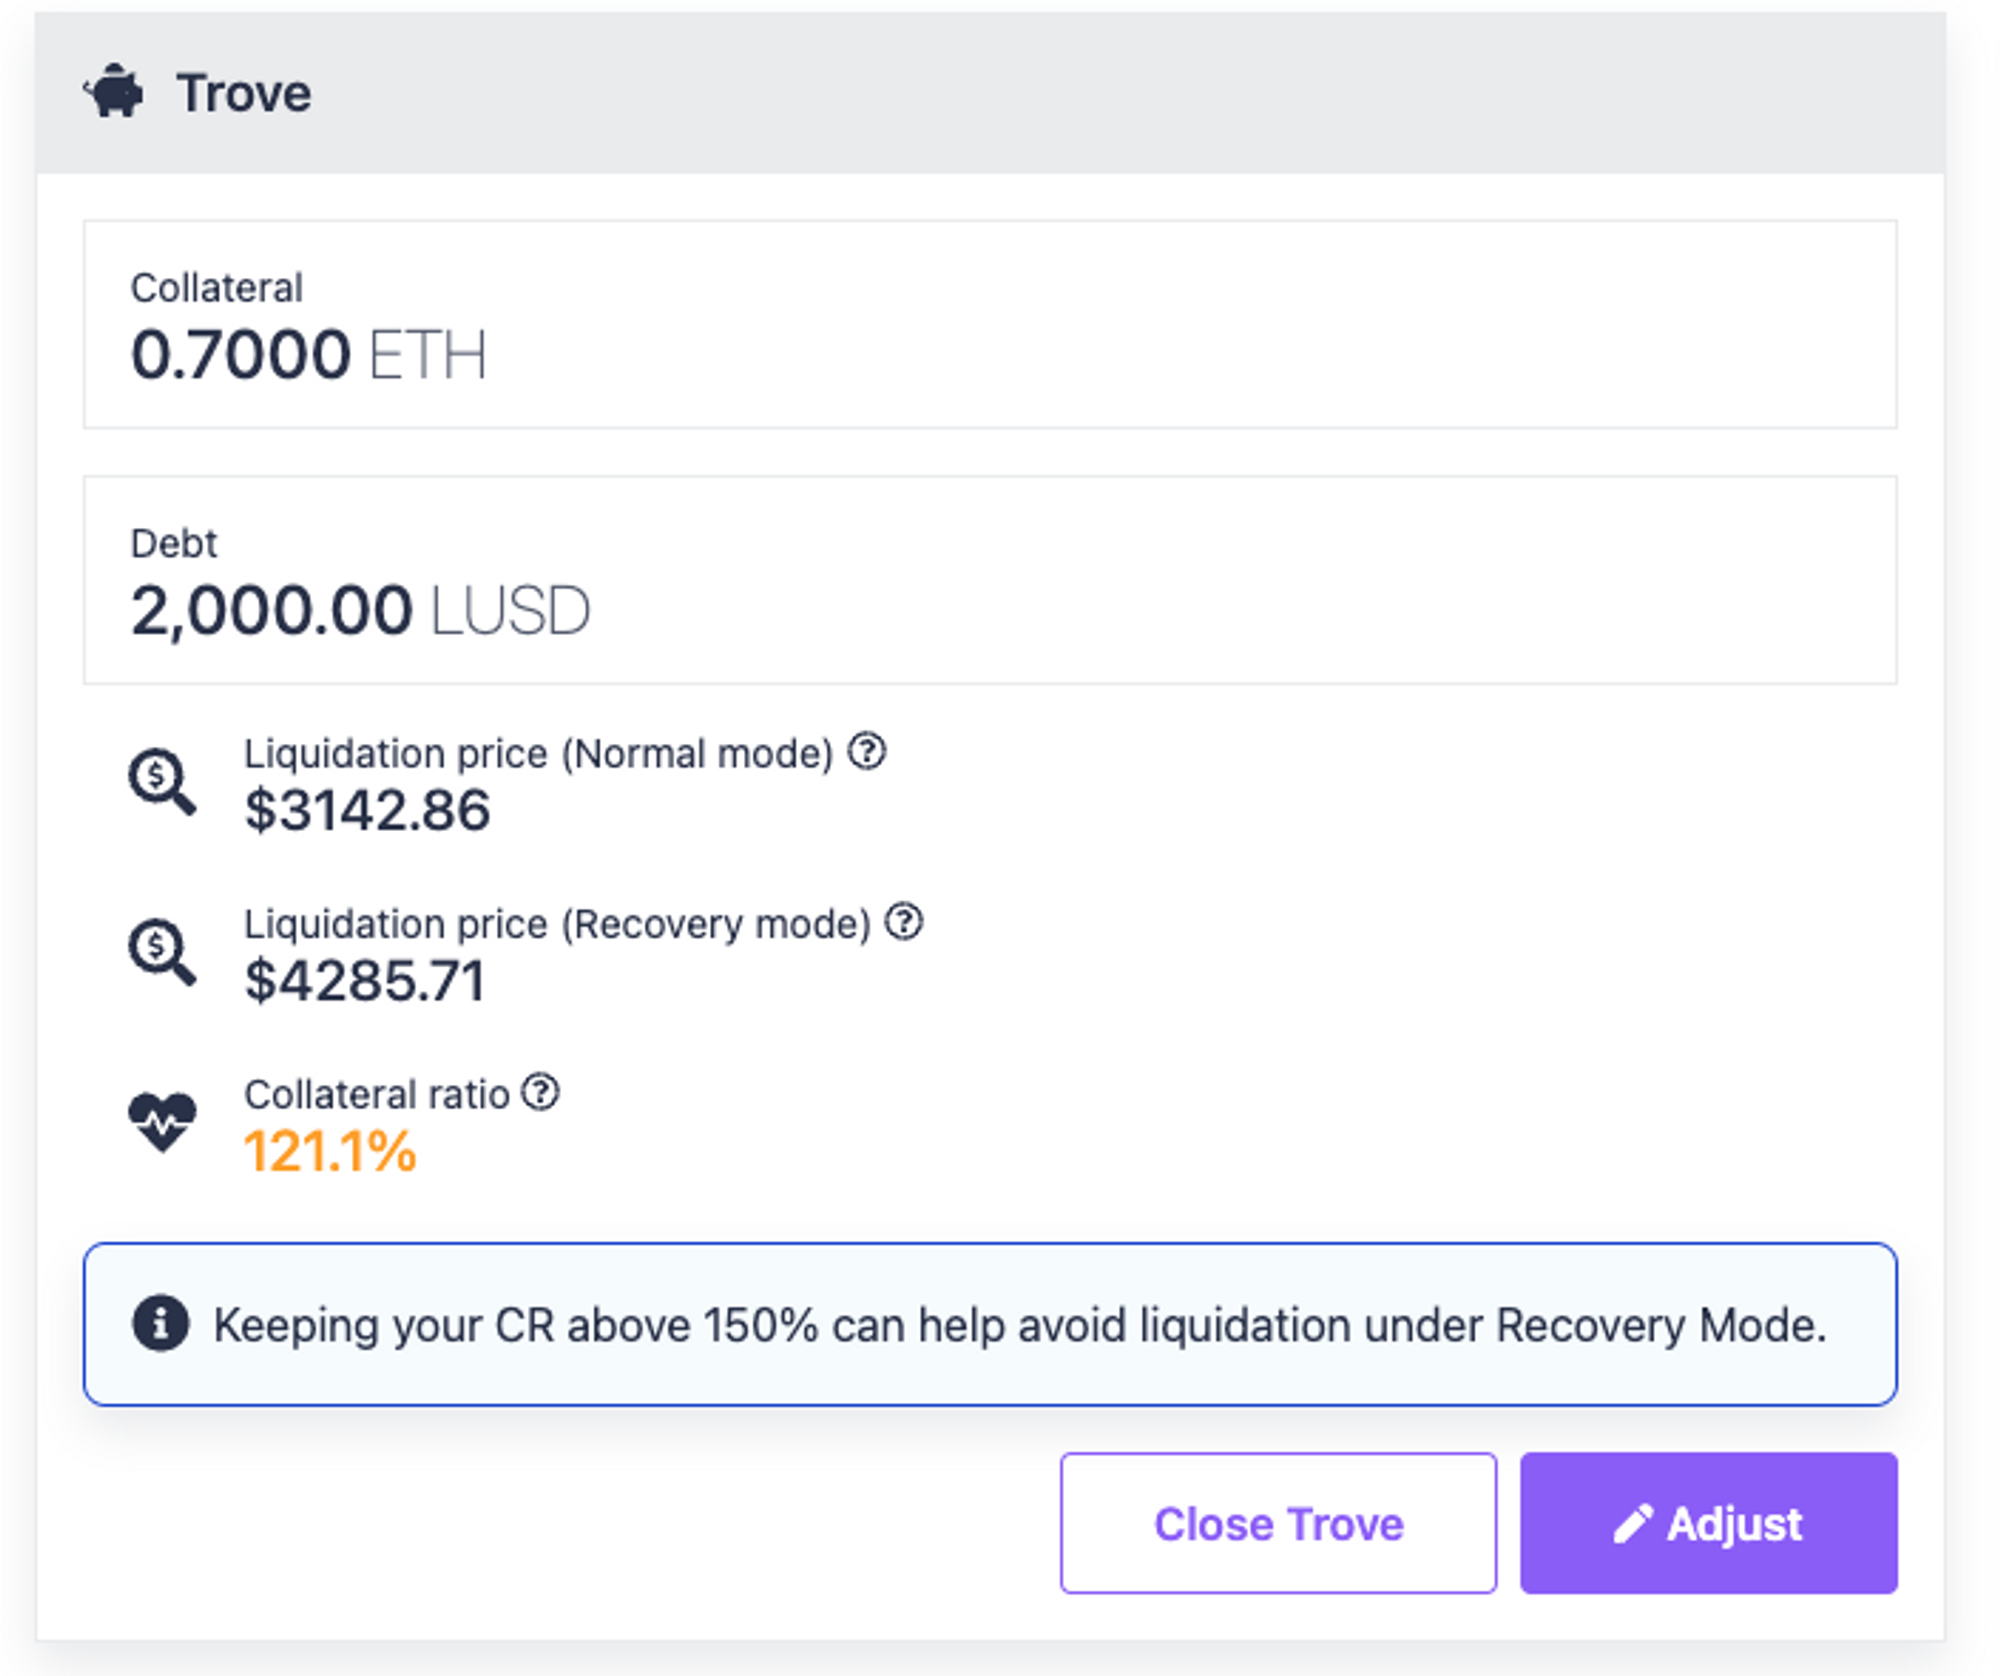 Trove
Collateral
0.7000 ETH
Debt
2,000.00 LUSD
Liquidation price (Normal mode)
$3142.86
Liquidation price (Recovery mode)
$4285.71
Collateral ratio
121.1%
Keeping your CR above 150% can help avoid liquidation under Recovery Mode.
Close Trove
Adjust